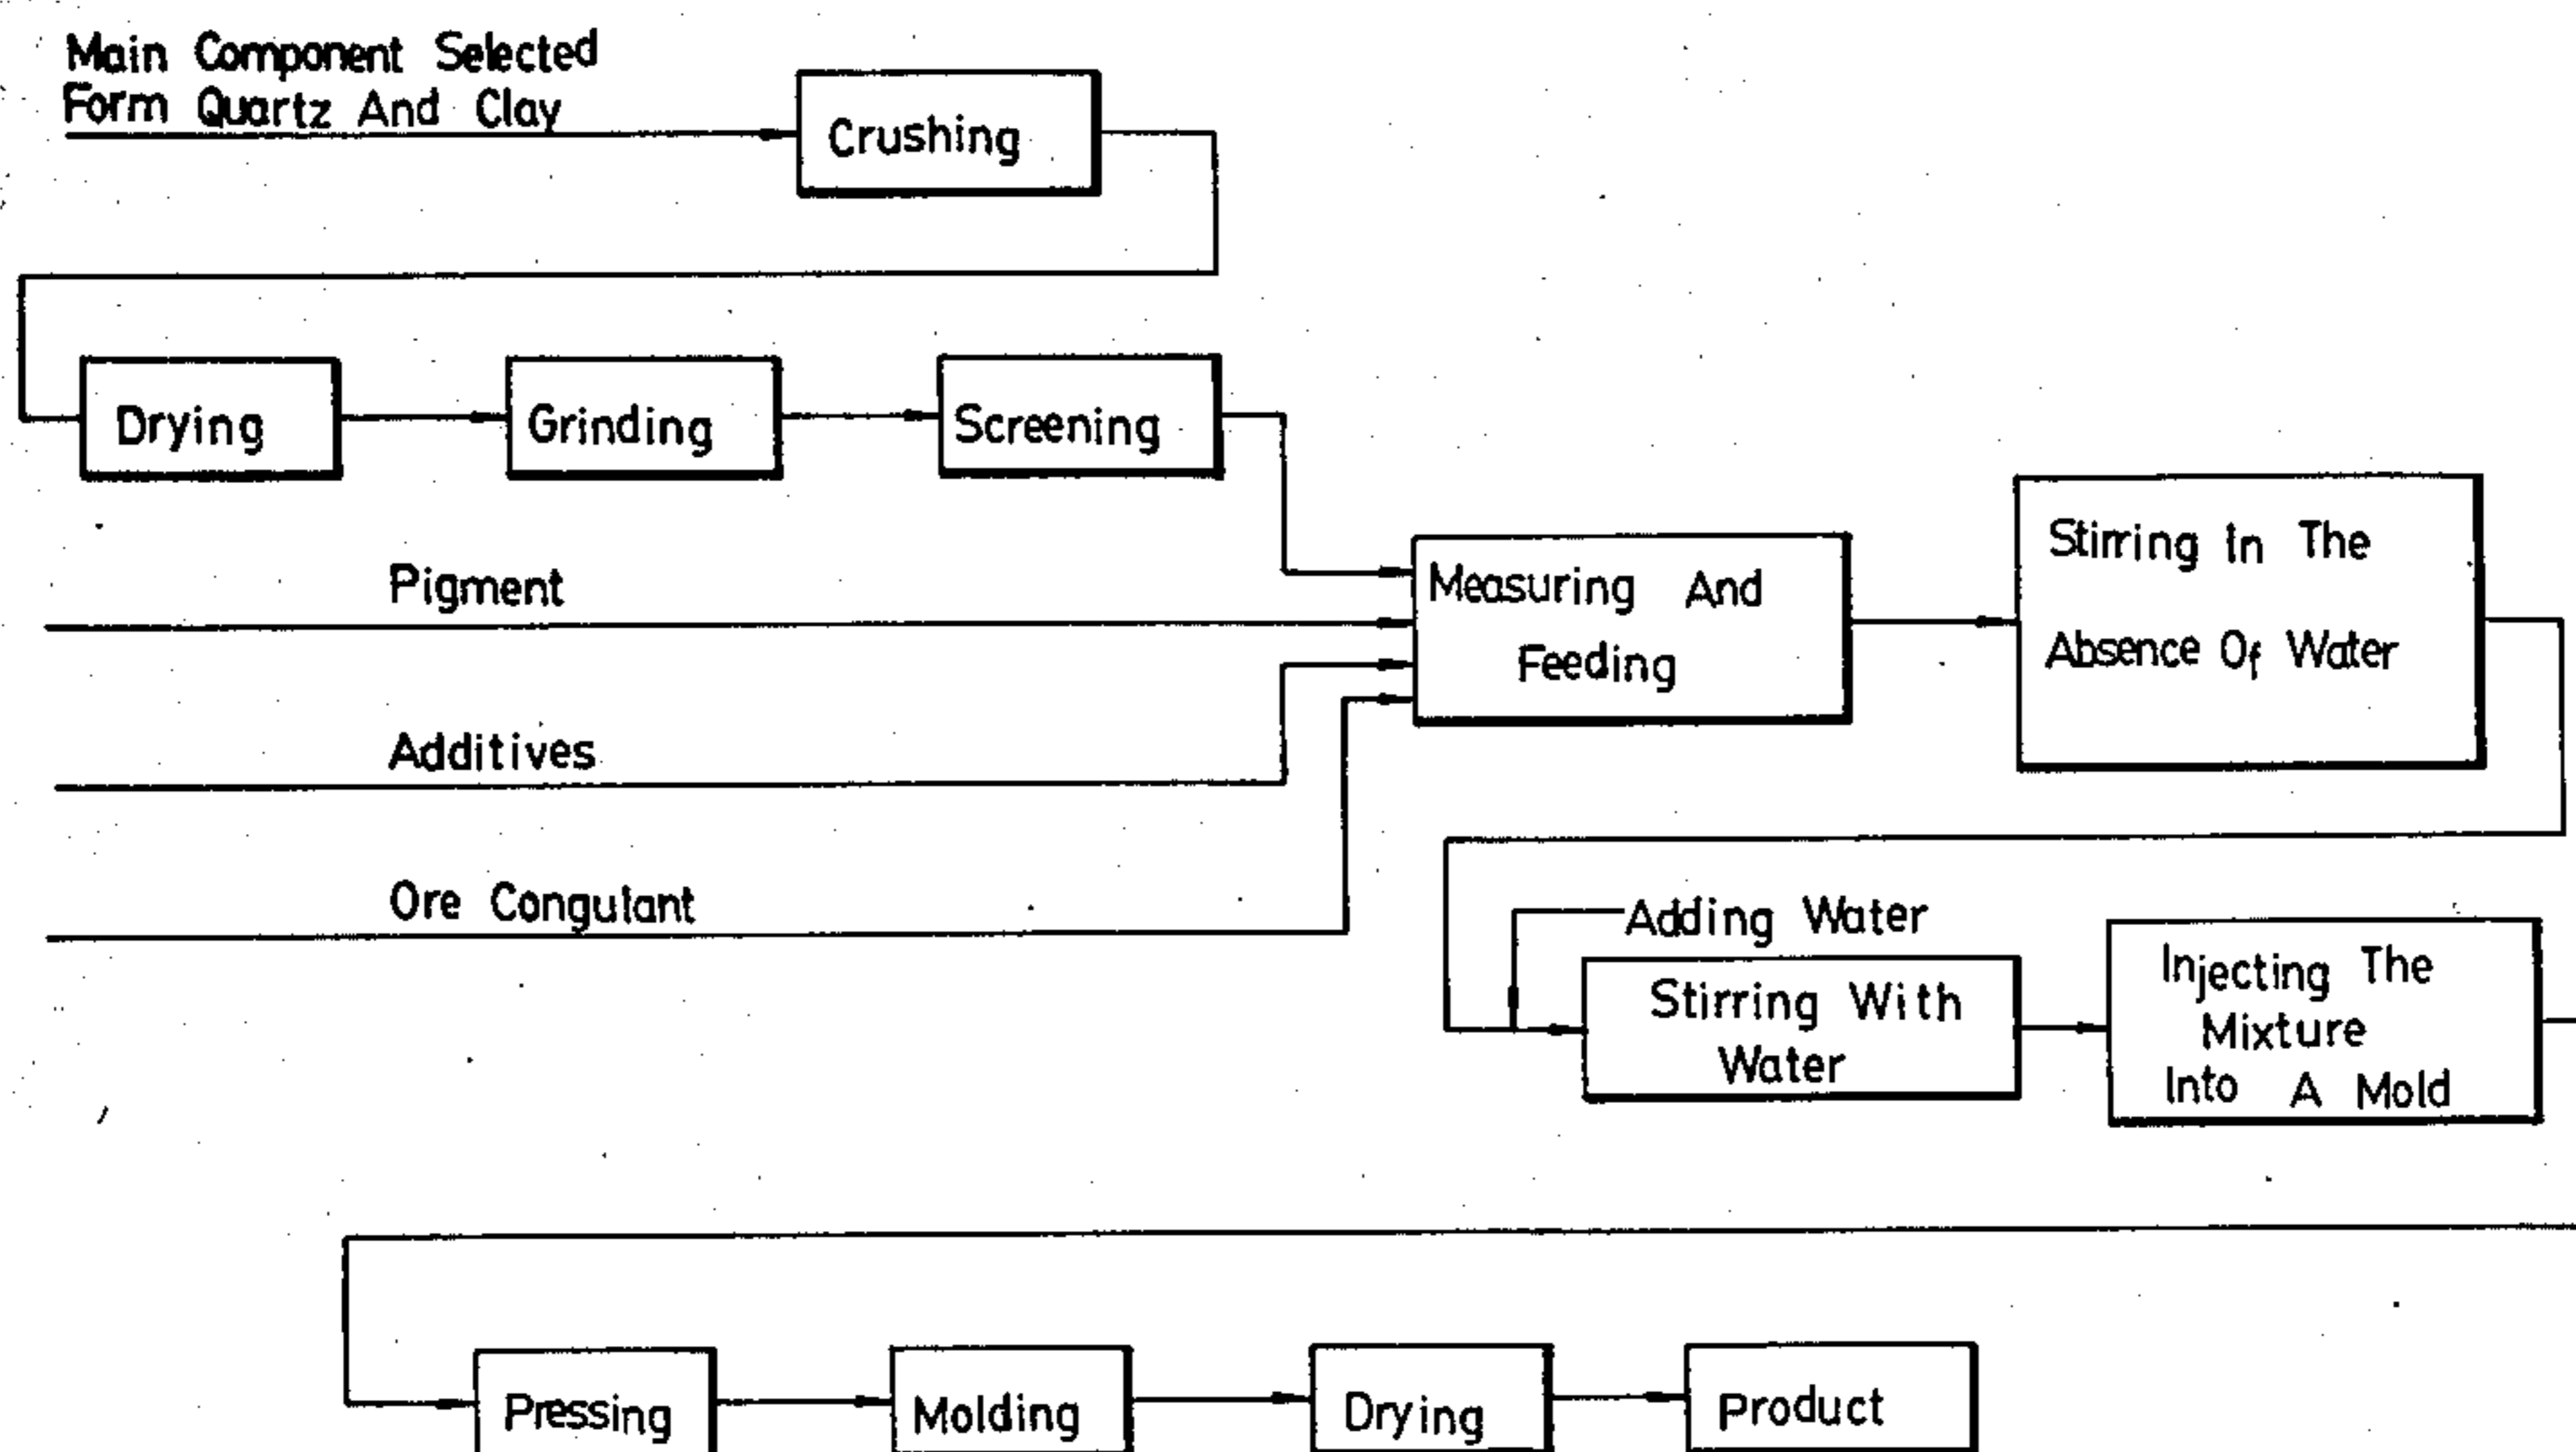 Main Component Selected
Form Quartz And Clay
Crushing
Drying
Grinding
Screening
Pigment
Measuring And
Feeding
Stirring In The
Absence Of Water
Additives
Ore Congulant
Adding Water
Stirring With
Water
Injecting The
Mixture
Into A Mold
Pressing
Molding
Drying
Product